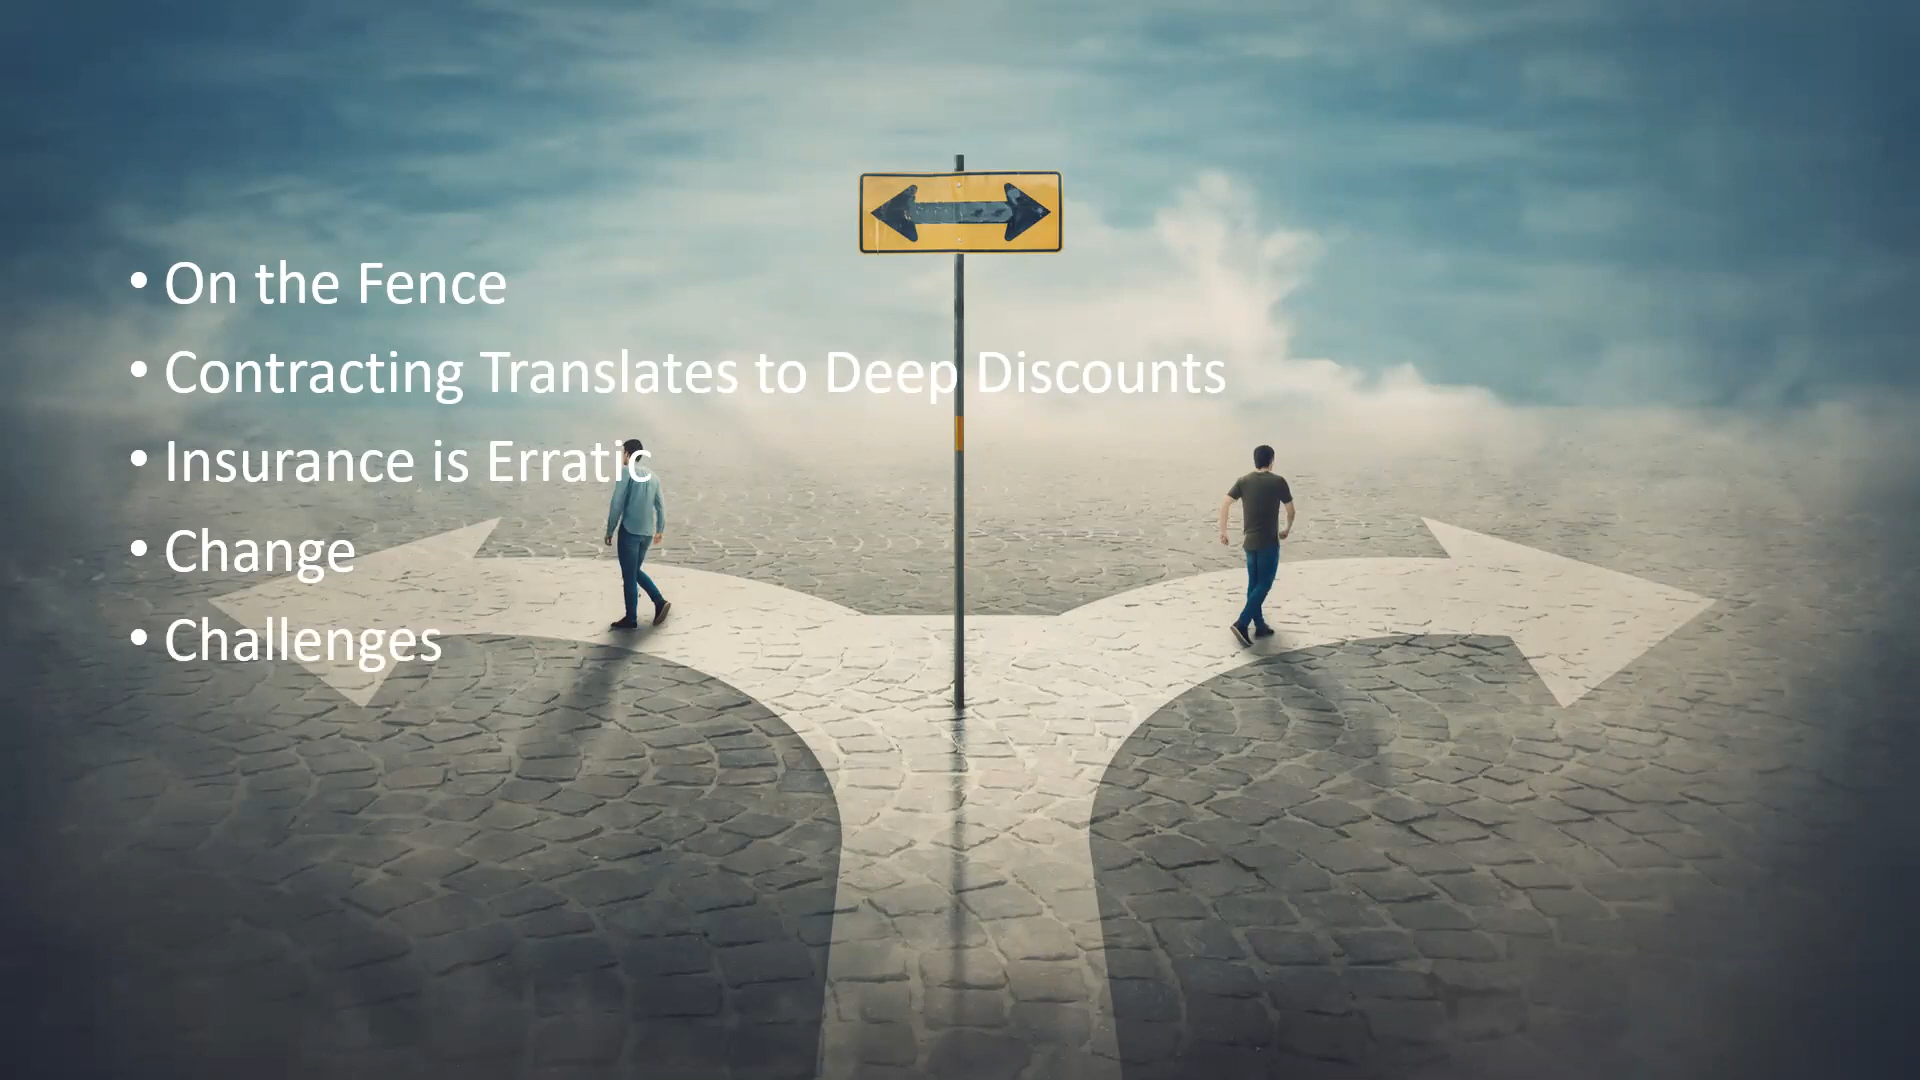 • On the Fence
• Contracting Translates to Deep Discounts
• Insurance is Erratic
• Change
• Challenges